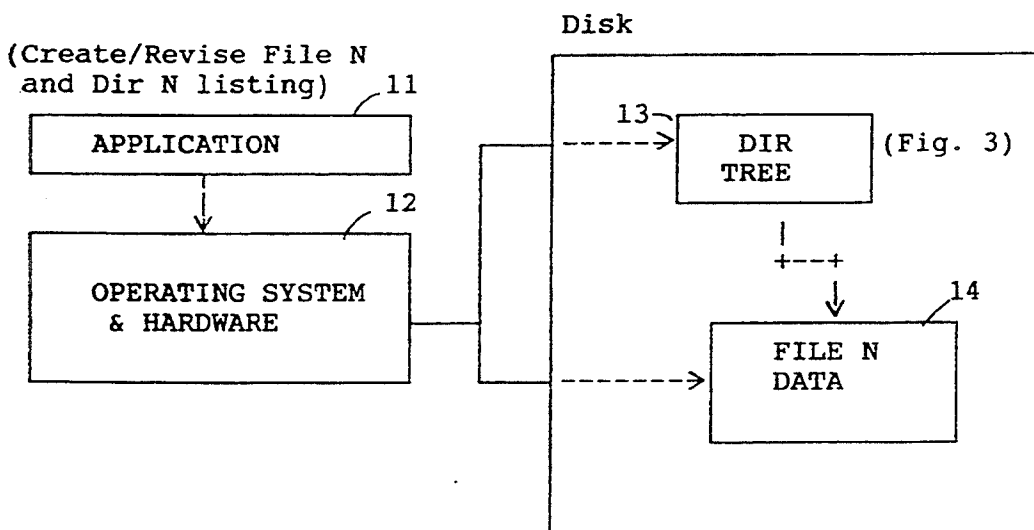 Disk
(Create/Revise File N
and Dir N listing)
11
APPLICATION
12
OPERATING SYSTEM
& HARDWARE
13
DIR
TREE
(Fig. 3)
14
FILE N
DATA